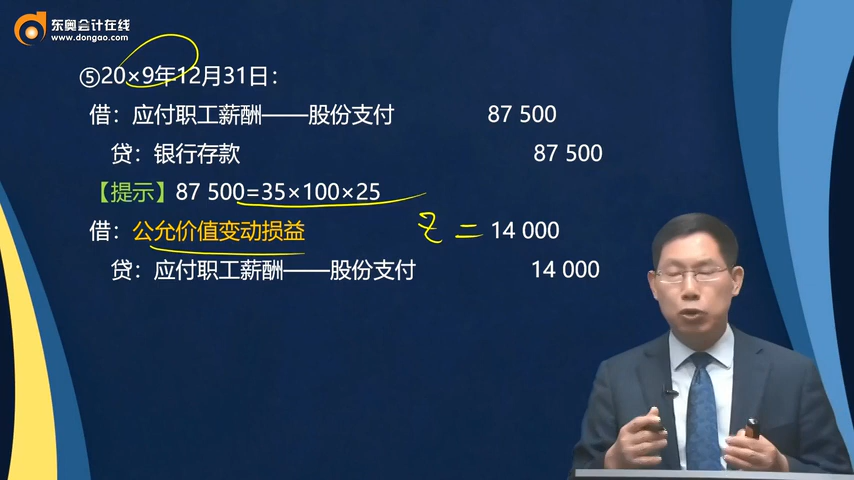 东奥会计在线
www.dongao.com
⑤20×9年12月31日：
借：应付职工薪酬——股份支付 87 500
贷：银行存款 87 500
【提示】87 500=35×100×25
借：公允价值变动损益 z = 14 000
贷：应付职工薪酬——股份支付 14 000